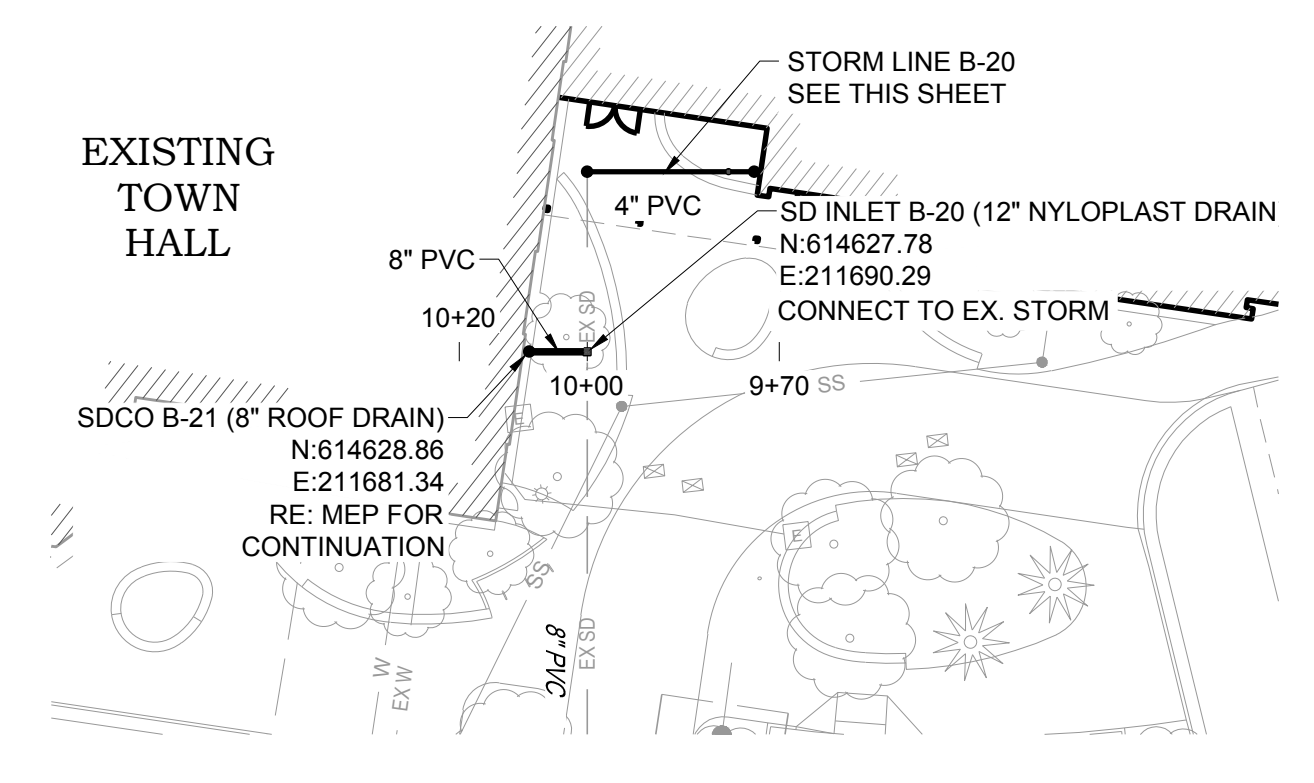 STORM LINE B-20
SEE THIS SHEET
EXISTING
TOWN
HALL
4" PVC
SD INLET B-20 (12" NYLOPLAST DRAIN
N:614627.78
E:211690.29
CONNECT TO EX. STORM
8" PVC
10+20
EX SD
10+00
9+70
SS
SDCO B-21 (8" ROOF DRAIN)
N:614628.86
E:211681.34
RE: MEP FOR
CONTINUATION
E
E
SS
8" PVC
EX SD
W
EX W